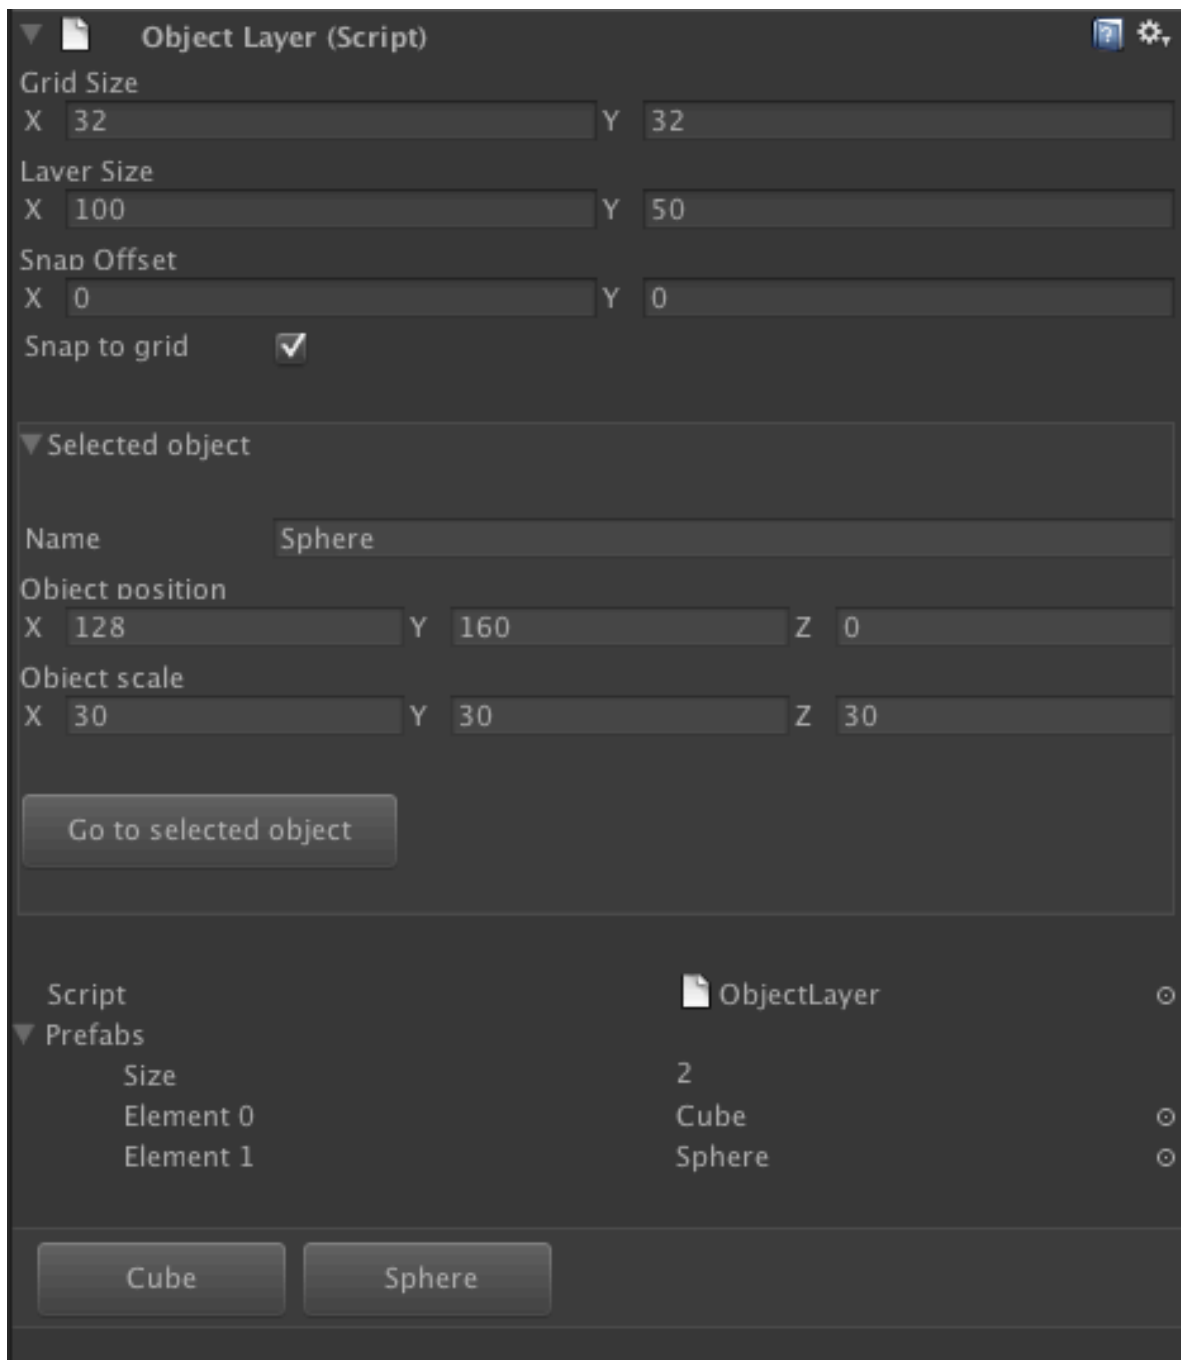 Object Layer (Script)
Grid Size
X 32 Y 32
Layer Size
X 100 Y 50
Snap Offset
X 0 Y 0
Snap to grid
Selected object
Name Sphere
Object position
X 128 Y 160 Z 0
Object scale
X 30 Y 30 Z 30
Go to selected object
Script ObjectLayer
Prefabs
Size 2
Element 0 Cube
Element 1 Sphere
Cube Sphere